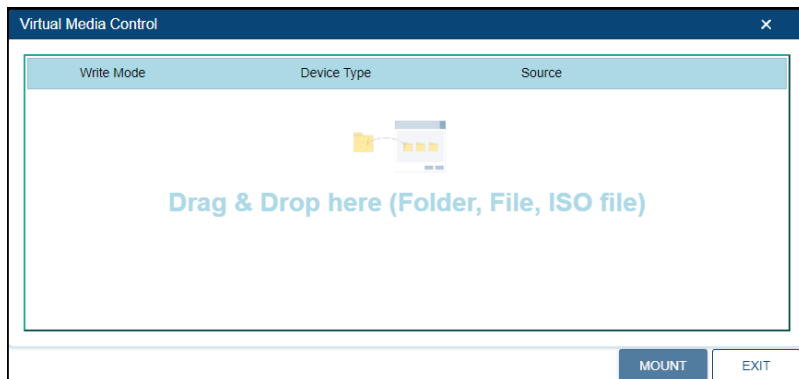 Virtual Media Control
Write Mode Device Type Source
Drag & Drop here (Folder, File, ISO file)
MOUNT EXIT